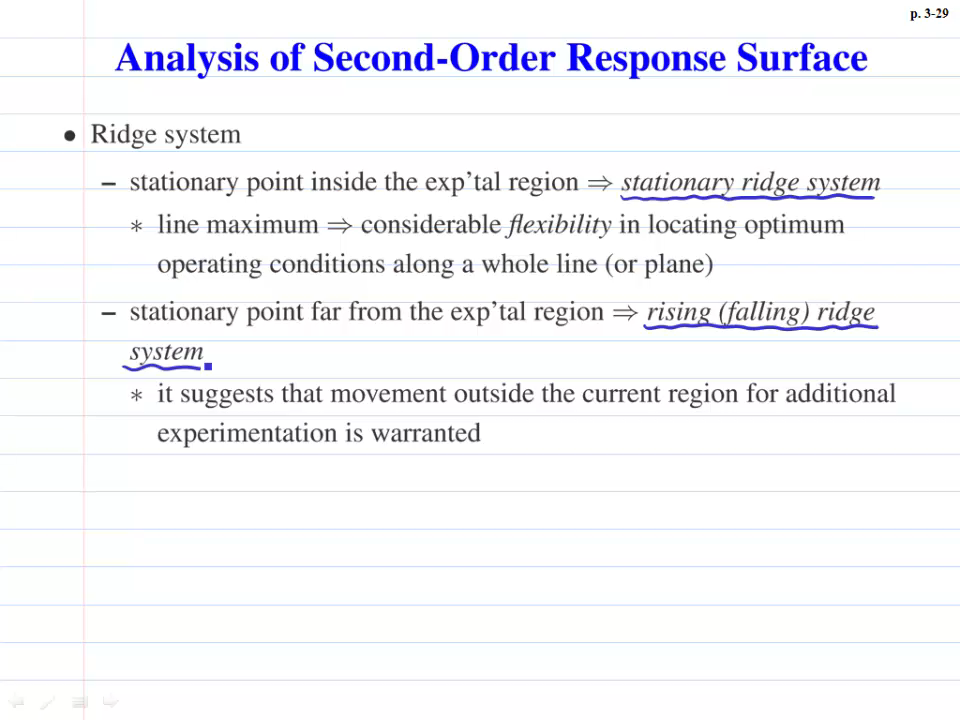 p. 3-29
Analysis of Second-Order Response Surface
• Ridge system
– stationary point inside the exp'tal region ⇒ stationary ridge system
∗ line maximum ⇒ considerable flexibility in locating optimum
operating conditions along a whole line (or plane)
– stationary point far from the exp'tal region ⇒ rising (falling) ridge
system
∗ it suggests that movement outside the current region for additional
experimentation is warranted